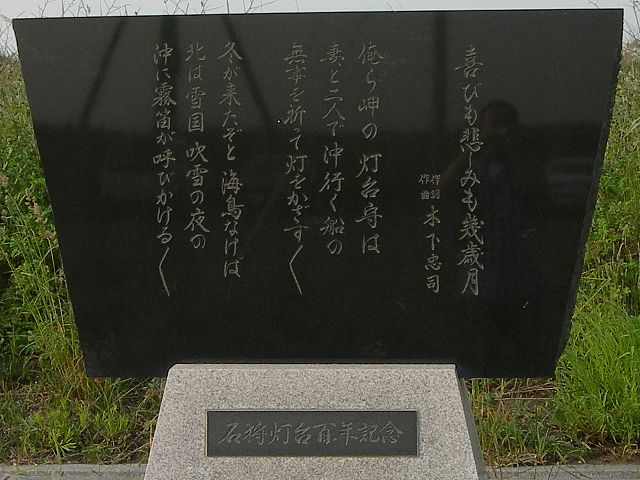 喜びも悲しみも幾歳月
作詞
作曲
木下忠司
俺ら岬の 灯台守は
妻と二人で沖行く船の
無事を祈って灯をかざす〱
冬が来たぞと 海鳥なけば
北は雪国 吹雪の夜の
沖に霧笛が呼びかける〱
石狩灯台百年記念